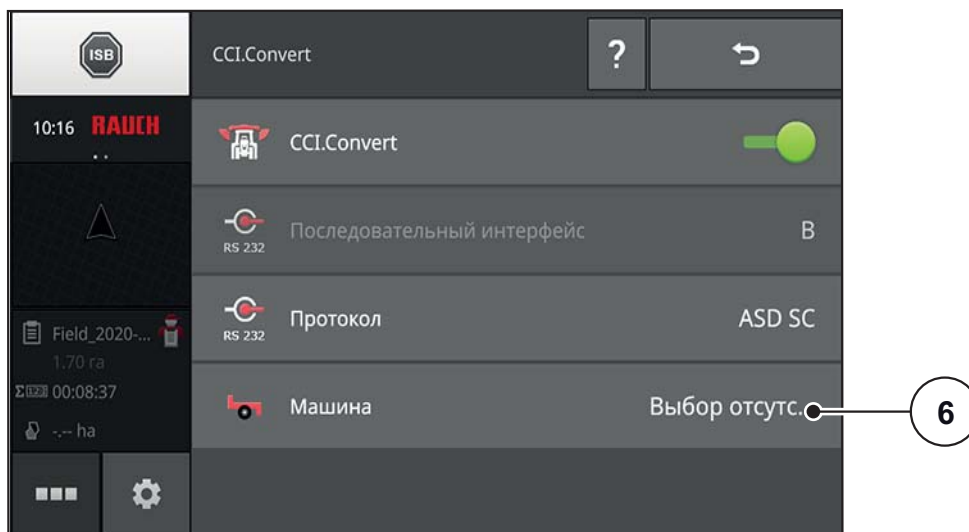 ISB
CCI.Convert
?
10:16 RAUCH
CCI.Convert
RS 232
Последовательный интерфейс
B
RS 232
Протокол
ASD SC
Field_2020-...
1.70 га
Σ 123 00:08:37
-.-- ha
Машина
Выбор отсутс...
6